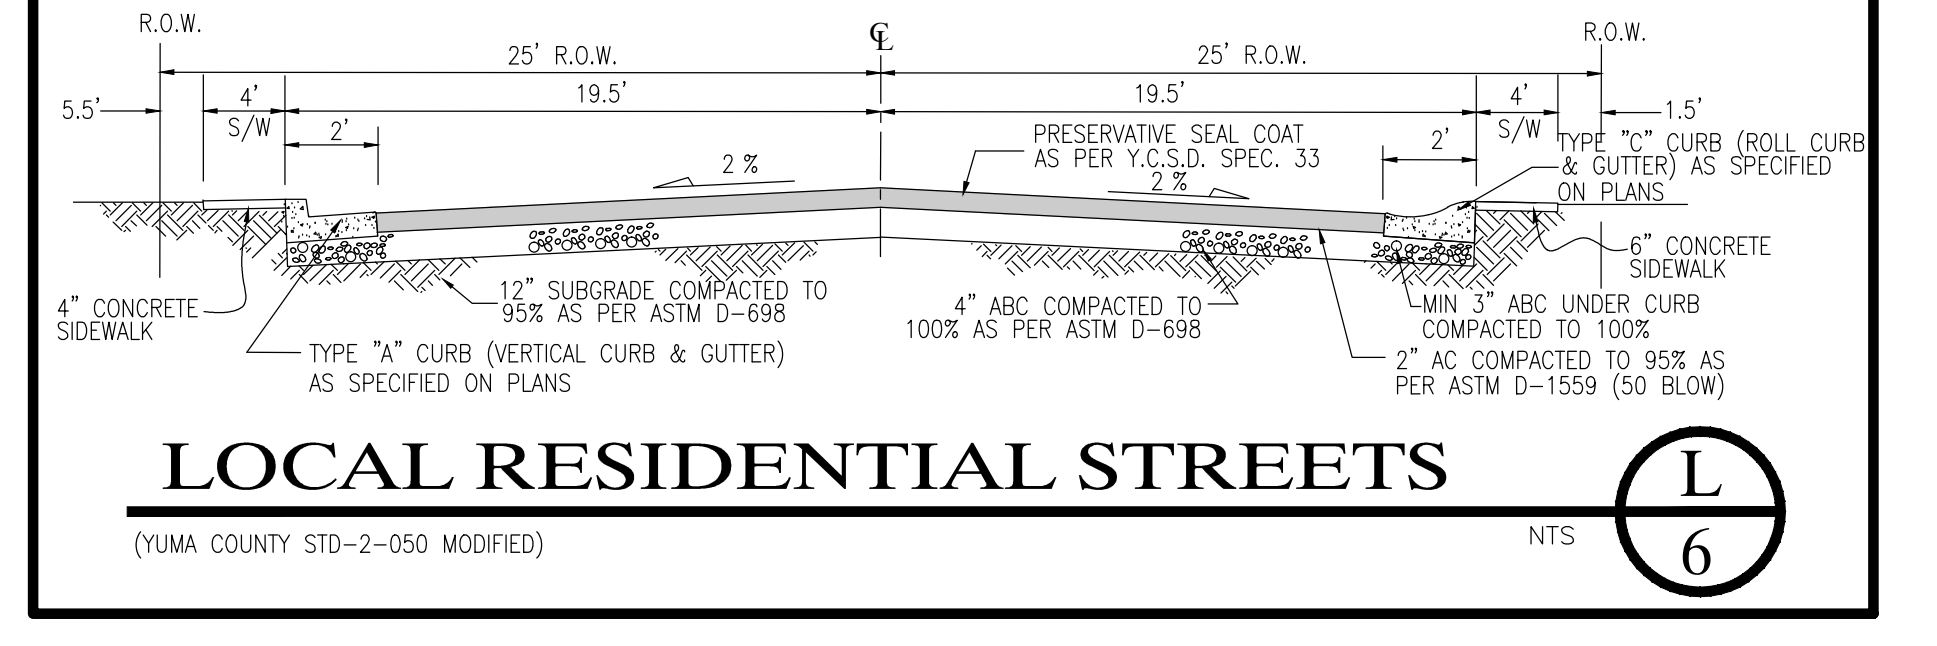 R.O.W.
℄
R.O.W.
25' R.O.W.
25' R.O.W.
5.5'
4'
S/W
19.5'
19.5'
4'
S/W
1.5'
2'
2'
2 %
2 %
PRESERVATIVE SEAL COAT
AS PER Y.C.S.D. SPEC. 33
TYPE "C" CURB (ROLL CURB
& GUTTER) AS SPECIFIED
ON PLANS
6" CONCRETE
SIDEWALK
4" CONCRETE
SIDEWALK
12" SUBGRADE COMPACTED TO
95% AS PER ASTM D-698
4" ABC COMPACTED TO
100% AS PER ASTM D-698
MIN 3" ABC UNDER CURB
COMPACTED TO 100%
TYPE "A" CURB (VERTICAL CURB & GUTTER)
AS SPECIFIED ON PLANS
2" AC COMPACTED TO 95% AS
PER ASTM D-1559 (50 BLOW)
LOCAL RESIDENTIAL STREETS
L
6
(YUMA COUNTY STD-2-050 MODIFIED)
NTS